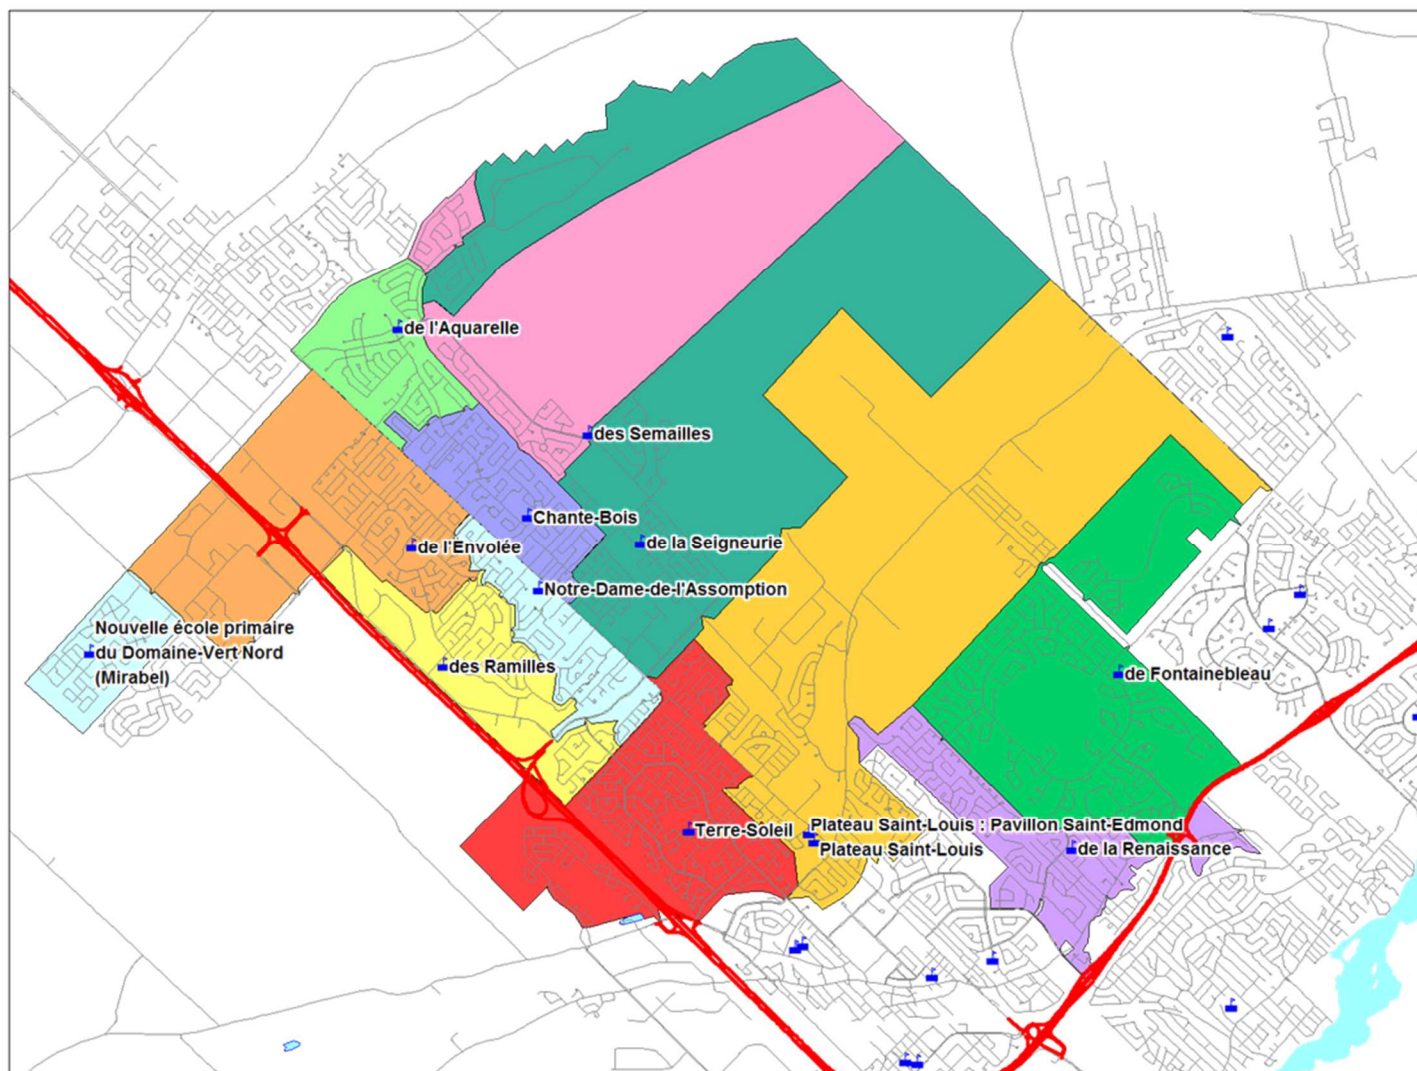 de l'Aquarelle
des Semailles
Chante-Bois
de la Seigneurie
de l'Envolée
Notre-Dame-de-l'Assomption
Nouvelle école primaire
du Domaine-Vert Nord
(Mirabel)
des Ramilles
de Fontainebleau
Terre-Soleil
Plateau Saint-Louis : Pavillon Saint-Edmond
Plateau Saint-Louis
de la Renaissance